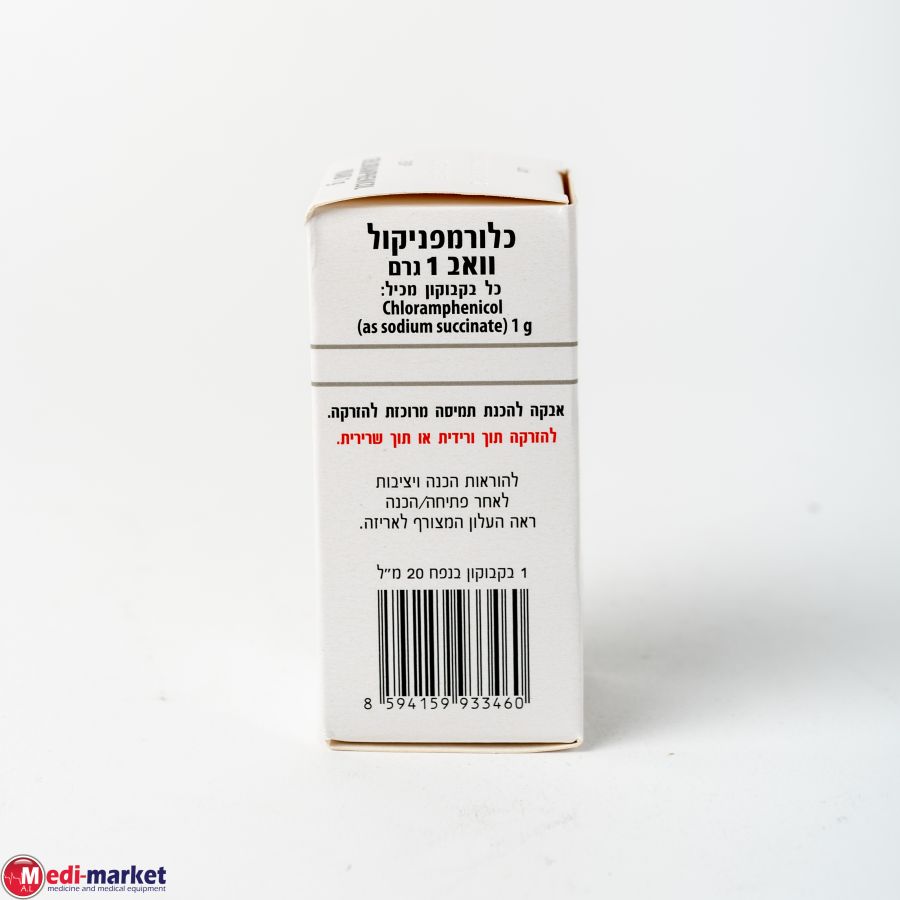 כלורמפניקול
וואב 1 גרם
כל בקבוקון מכיל:
Chloramphenicol
(as sodium succinate) 1 g
אבקה להכנת תמיסה מרוכזת להזרקה.
להזרקה תוך ורידית או תוך שרירית.
להוראות הכנה ויציבות
לאחר פתיחה/הכנה
ראה העלון המצורף לאריזה.
1 בקבוקון בנפח 20 מ"ל
8 594159 933460
Medi-market
A.L
medicine and medical equipment